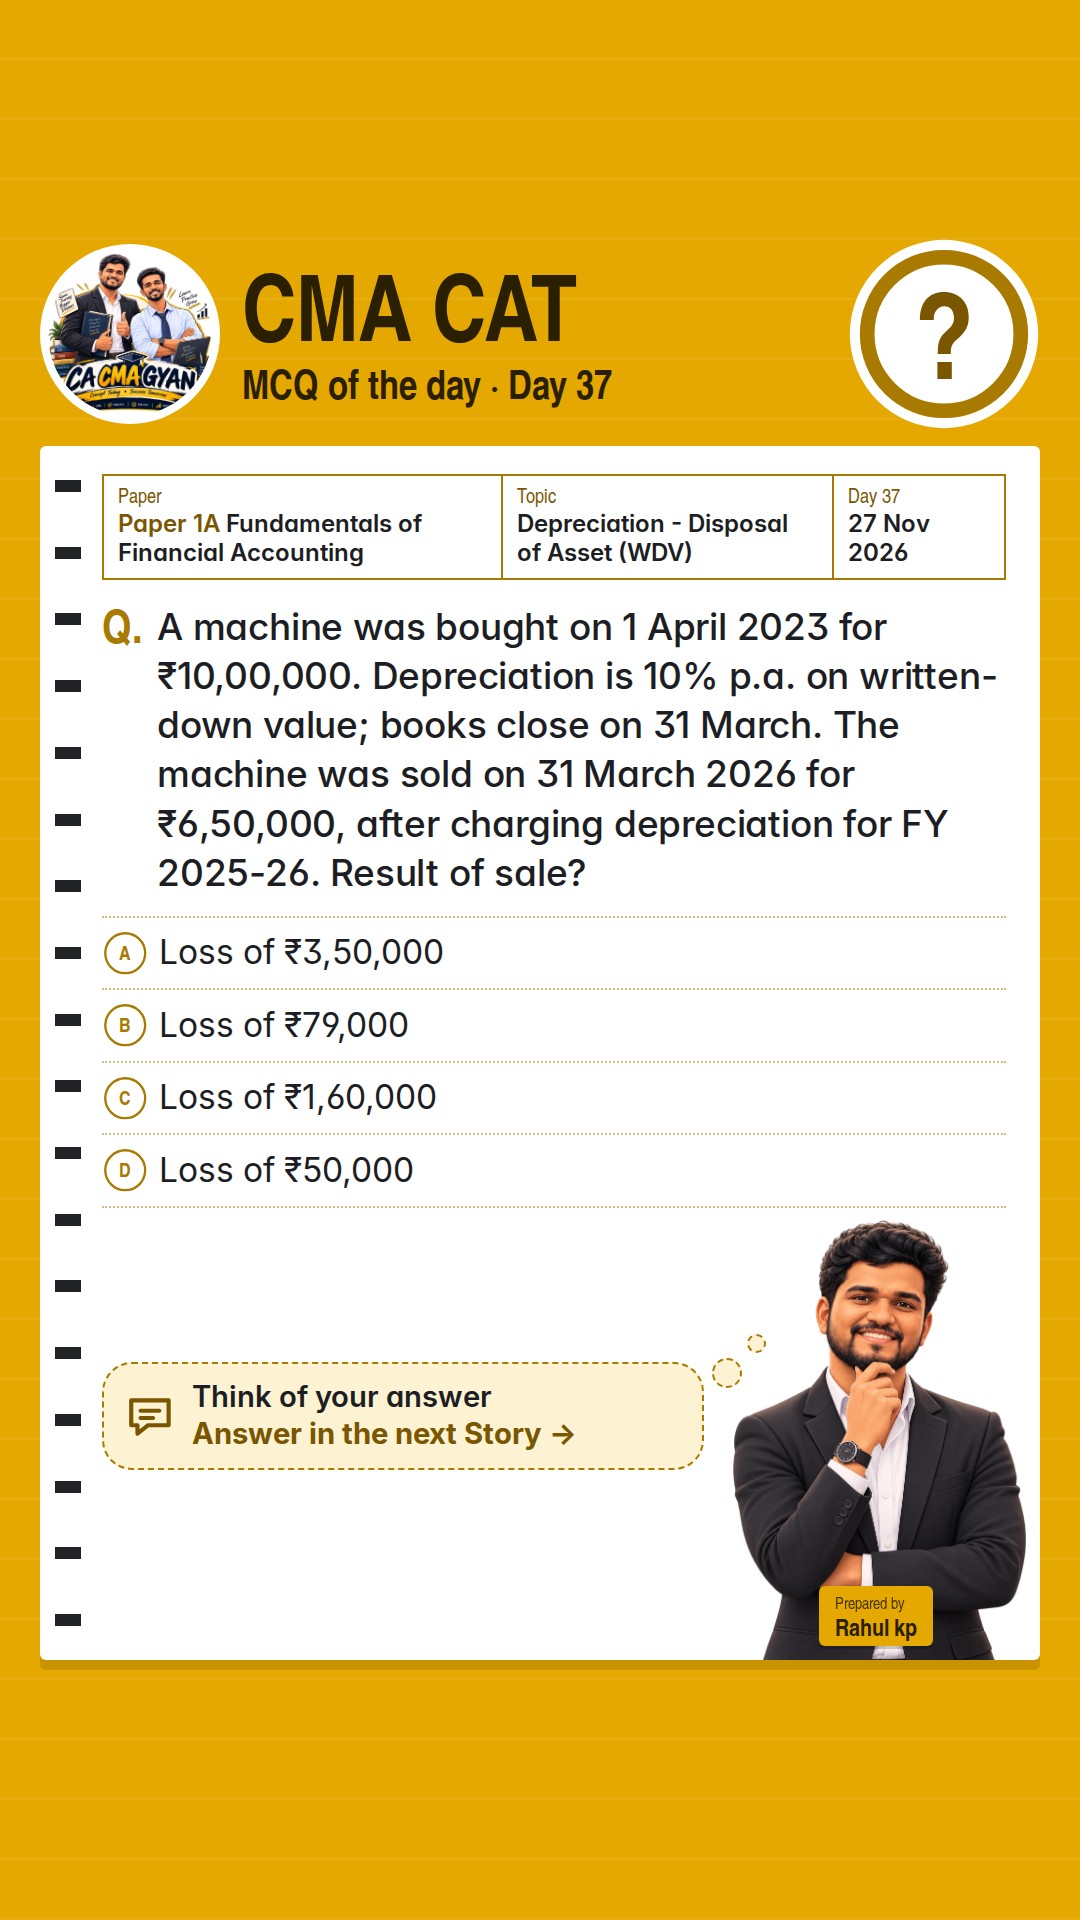 CA CMA GYAN
Concept Today • Success Tomorrow
CMA CAT
MCQ of the day · Day 37
?
Paper
Paper 1A Fundamentals of
Financial Accounting
Topic
Depreciation - Disposal
of Asset (WDV)
Day 37
27 Nov
2026
Q. A machine was bought on 1 April 2023 for
₹10,00,000. Depreciation is 10% p.a. on written-
down value; books close on 31 March. The
machine was sold on 31 March 2026 for
₹6,50,000, after charging depreciation for FY
2025-26. Result of sale?
A Loss of ₹3,50,000
B Loss of ₹79,000
C Loss of ₹1,60,000
D Loss of ₹50,000
Think of your answer
Answer in the next Story →
Prepared by
Rahul kp